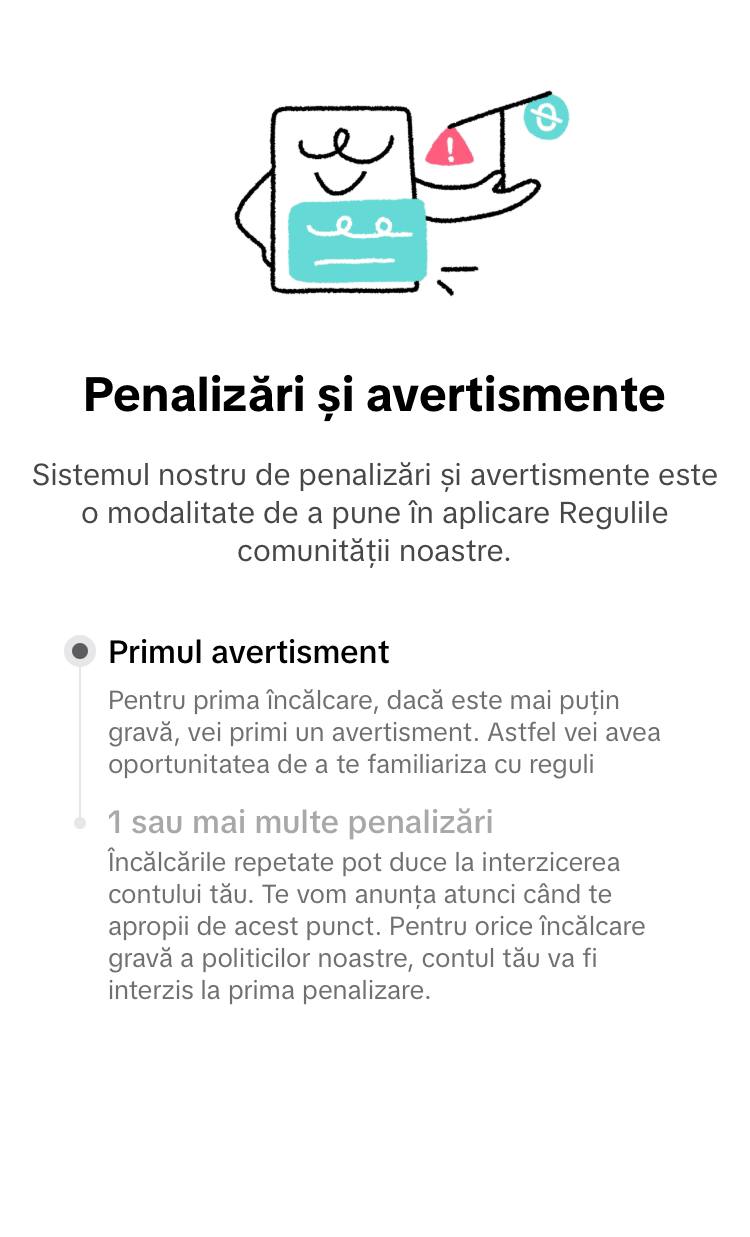 Penalizări și avertismente
Sistemul nostru de penalizări și avertismente este
o modalitate de a pune în aplicare Regulile
comunității noastre.
Primul avertisment
Pentru prima încălcare, dacă este mai puțin
gravă, vei primi un avertisment. Astfel vei avea
oportunitatea de a te familiariza cu reguli
1 sau mai multe penalizări
Încălcările repetate pot duce la interzicerea
contului tău. Te vom anunța atunci când te
apropii de acest punct. Pentru orice încălcare
gravă a politicilor noastre, contul tău va fi
interzis la prima penalizare.